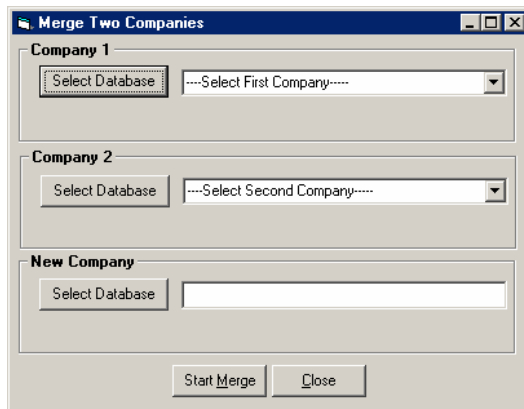 Merge Two Companies
Company 1
Select Database ----Select First Company-----
Company 2
Select Database ----Select Second Company-----
New Company
Select Database
Start Merge Close